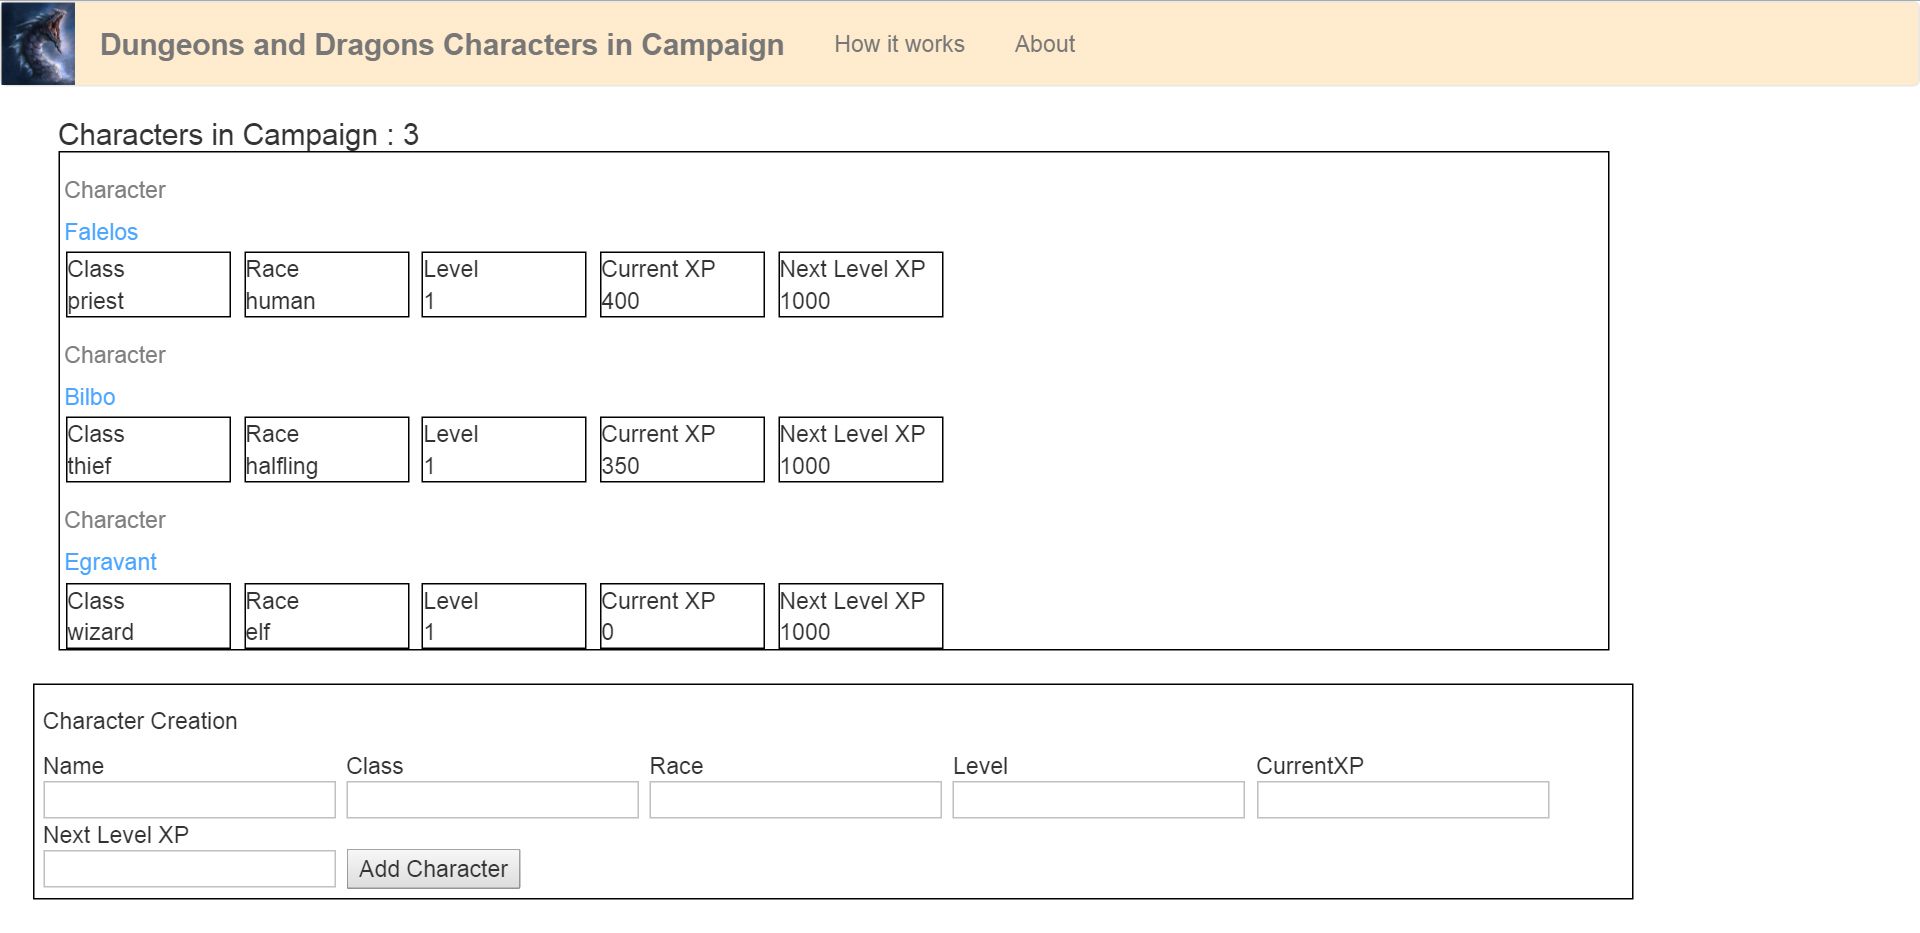 Dungeons and Dragons Characters in Campaign How it works About
Characters in Campaign : 3
Character
Falelos
Class Race Level Current XP Next Level XP
priest human 1 400 1000
Character
Bilbo
Class Race Level Current XP Next Level XP
thief halfling 1 350 1000
Character
Egravant
Class Race Level Current XP Next Level XP
wizard elf 1 0 1000
Character Creation
Name Class Race Level CurrentXP
Next Level XP
Add Character